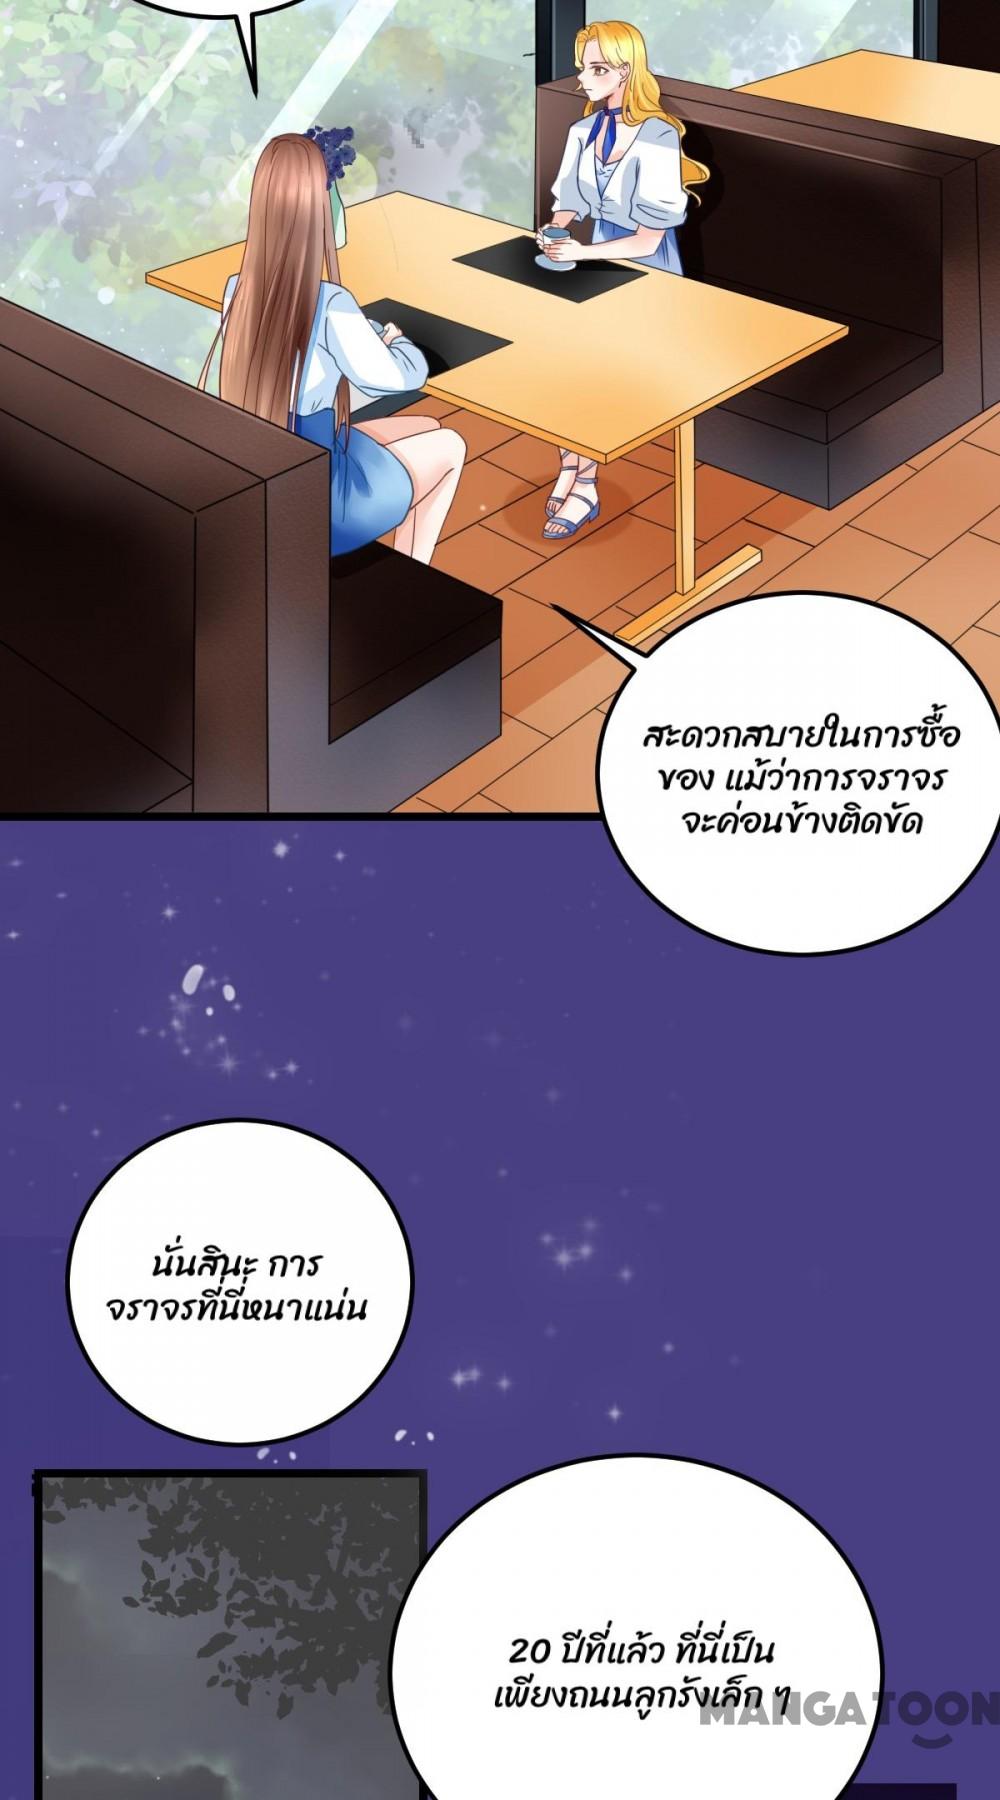 สะดวกสบายในการซื้อ
ของ แม้ว่าการจราจร
จะค่อนข้างติดขัด
นั่นสินะ การ
จราจรที่นี่หนาแน่น
20 ปีที่แล้ว ที่นี่เป็น
เพียงถนนลูกรังเล็ก ๆ
MANGATOON